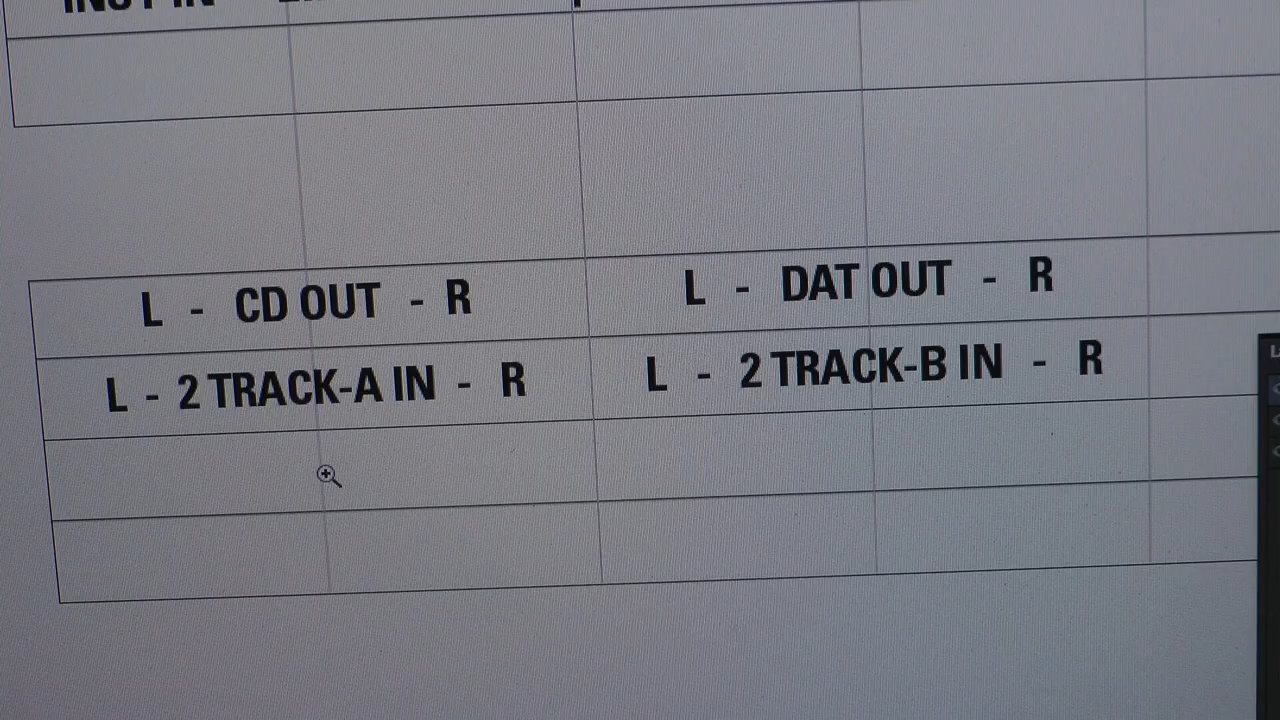 L - CD OUT - R L - DAT OUT - R
L - 2 TRACK-A IN - R L - 2 TRACK-B IN - R